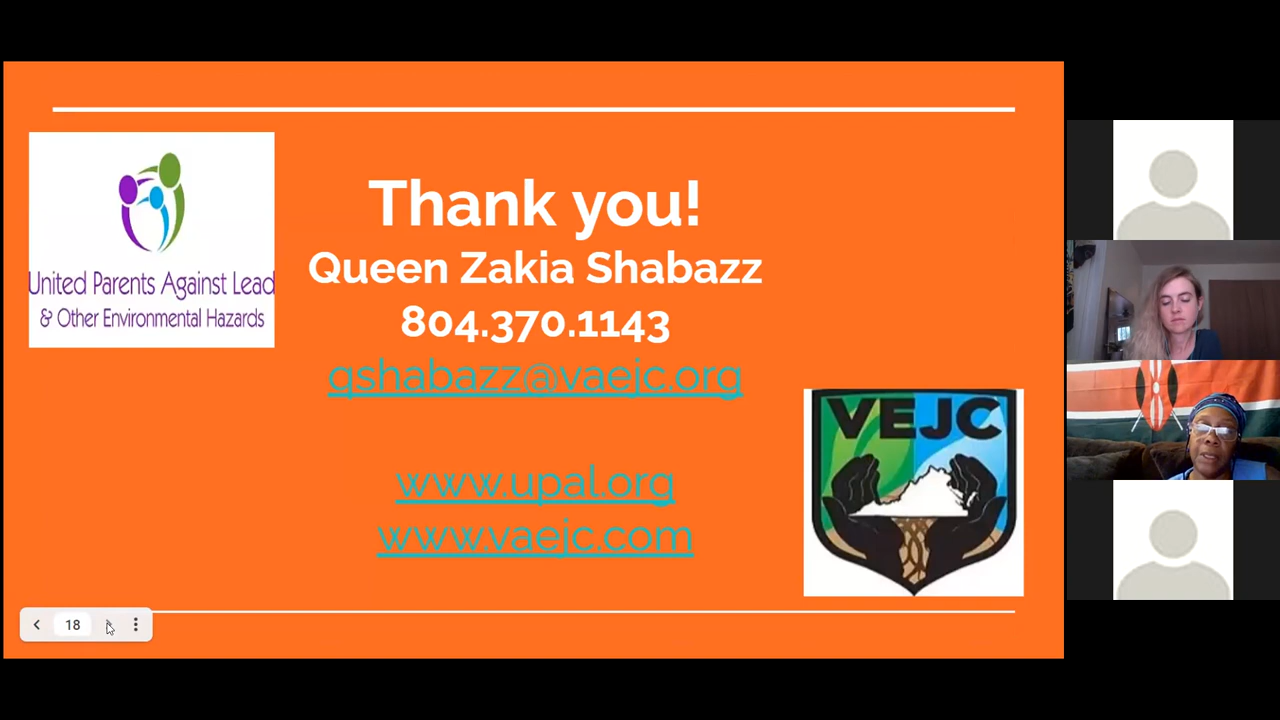 United Parents Against Lead
& Other Environmental Hazards
Thank you!
Queen Zakia Shabazz
804.370.1143
qshabazz@vaejc.org
www.upal.org
www.vaejc.com
VEJC
18